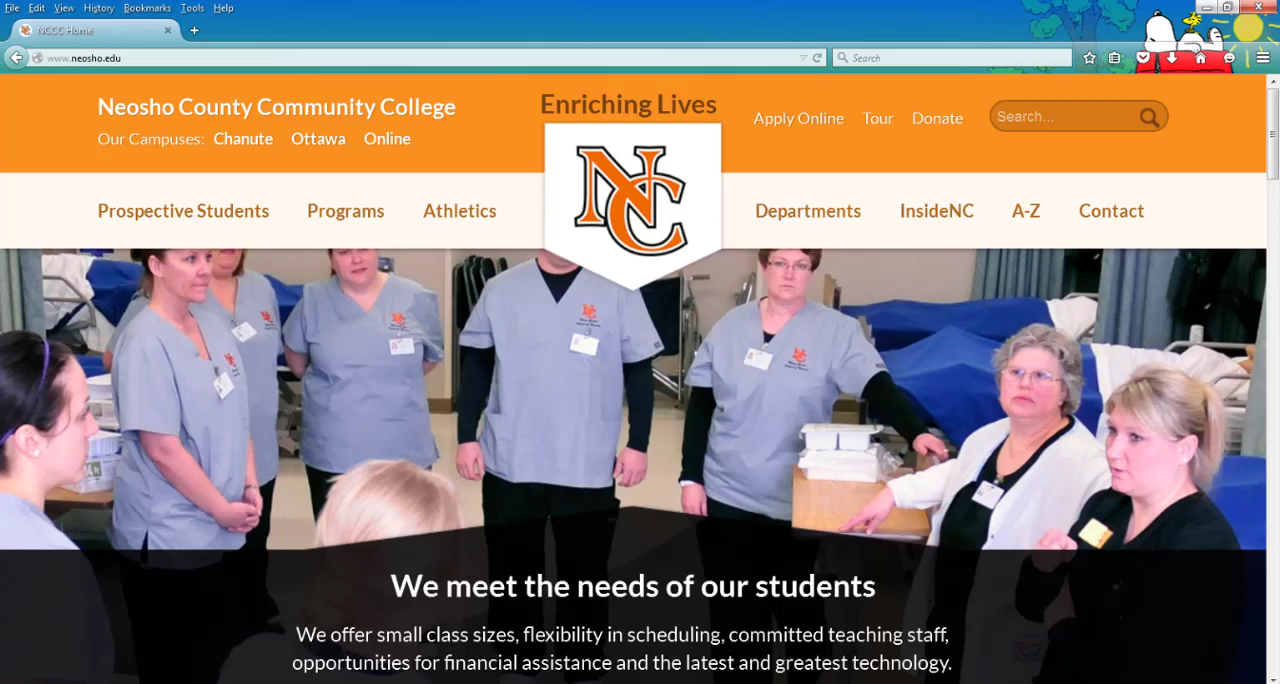 File Edit View History Bookmarks Tools Help
NCCC Home
www.neosho.edu
Search
Neosho County Community College
Our Campuses: Chanute Ottawa Online
Enriching Lives
Apply Online Tour Donate
Search...
Prospective Students Programs Athletics
NC
Departments InsideNC A-Z Contact
We meet the needs of our students
We offer small class sizes, flexibility in scheduling, committed teaching staff,
opportunities for financial assistance and the latest and greatest technology.